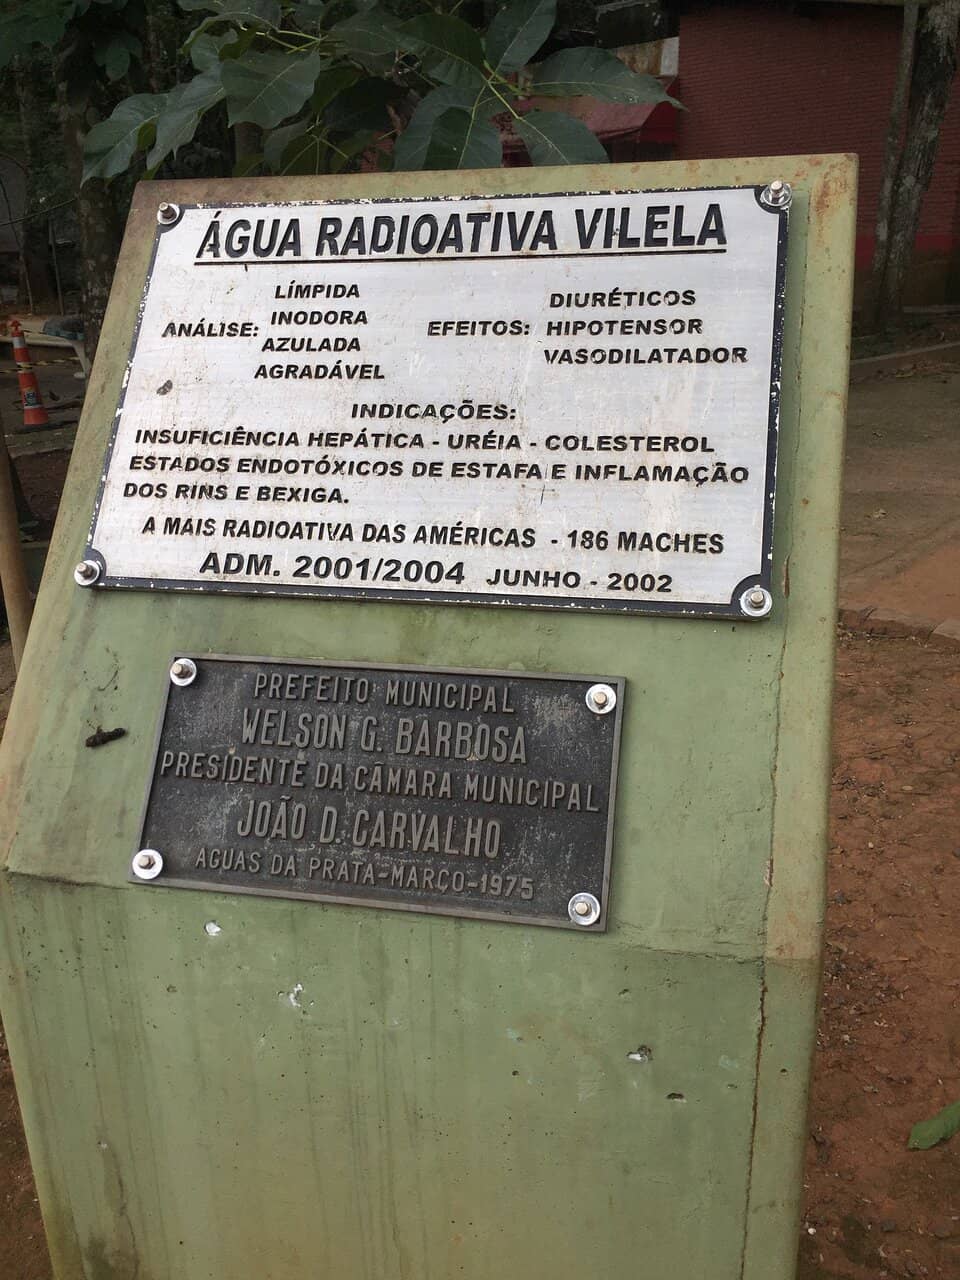 ÁGUA RADIOATIVA VILELA
ANÁLISE:
LÍMPIDA
INODORA
AZULADA
AGRADÁVEL
EFEITOS:
DIURÉTICOS
HIPOTENSOR
VASODILATADOR
INDICAÇÕES:
INSUFICIÊNCIA HEPÁTICA - URÉIA - COLESTEROL
ESTADOS ENDOTÓXICOS DE ESTAFA E INFLAMAÇÃO
DOS RINS E BEXIGA.
A MAIS RADIOATIVA DAS AMÉRICAS - 186 MACHES
ADM. 2001/2004 JUNHO - 2002
PREFEITO MUNICIPAL
WELSON G. BARBOSA
PRESIDENTE DA CÂMARA MUNICIPAL
JOÃO D. CARVALHO
AGUAS DA PRATA-MARÇO-1975